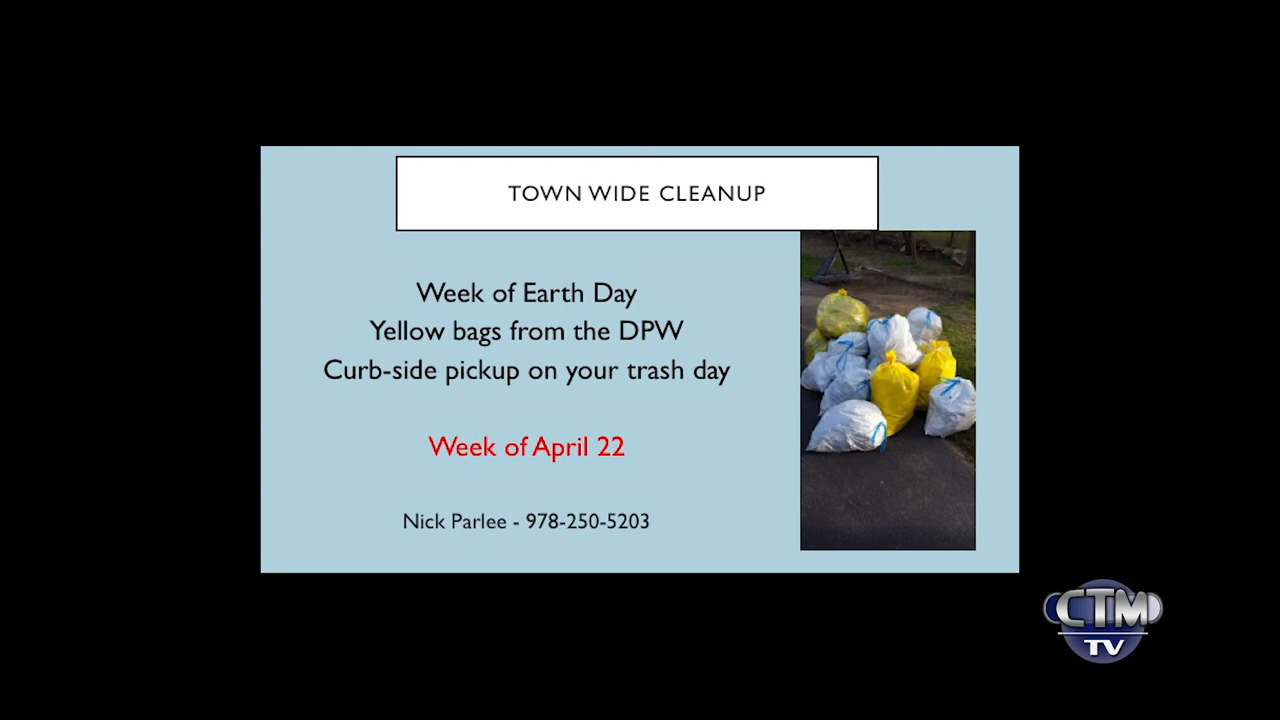 TOWN WIDE CLEANUP
Week of Earth Day
Yellow bags from the DPW
Curb-side pickup on your trash day
Week of April 22
Nick Parlee - 978-250-5203
CTM
TV